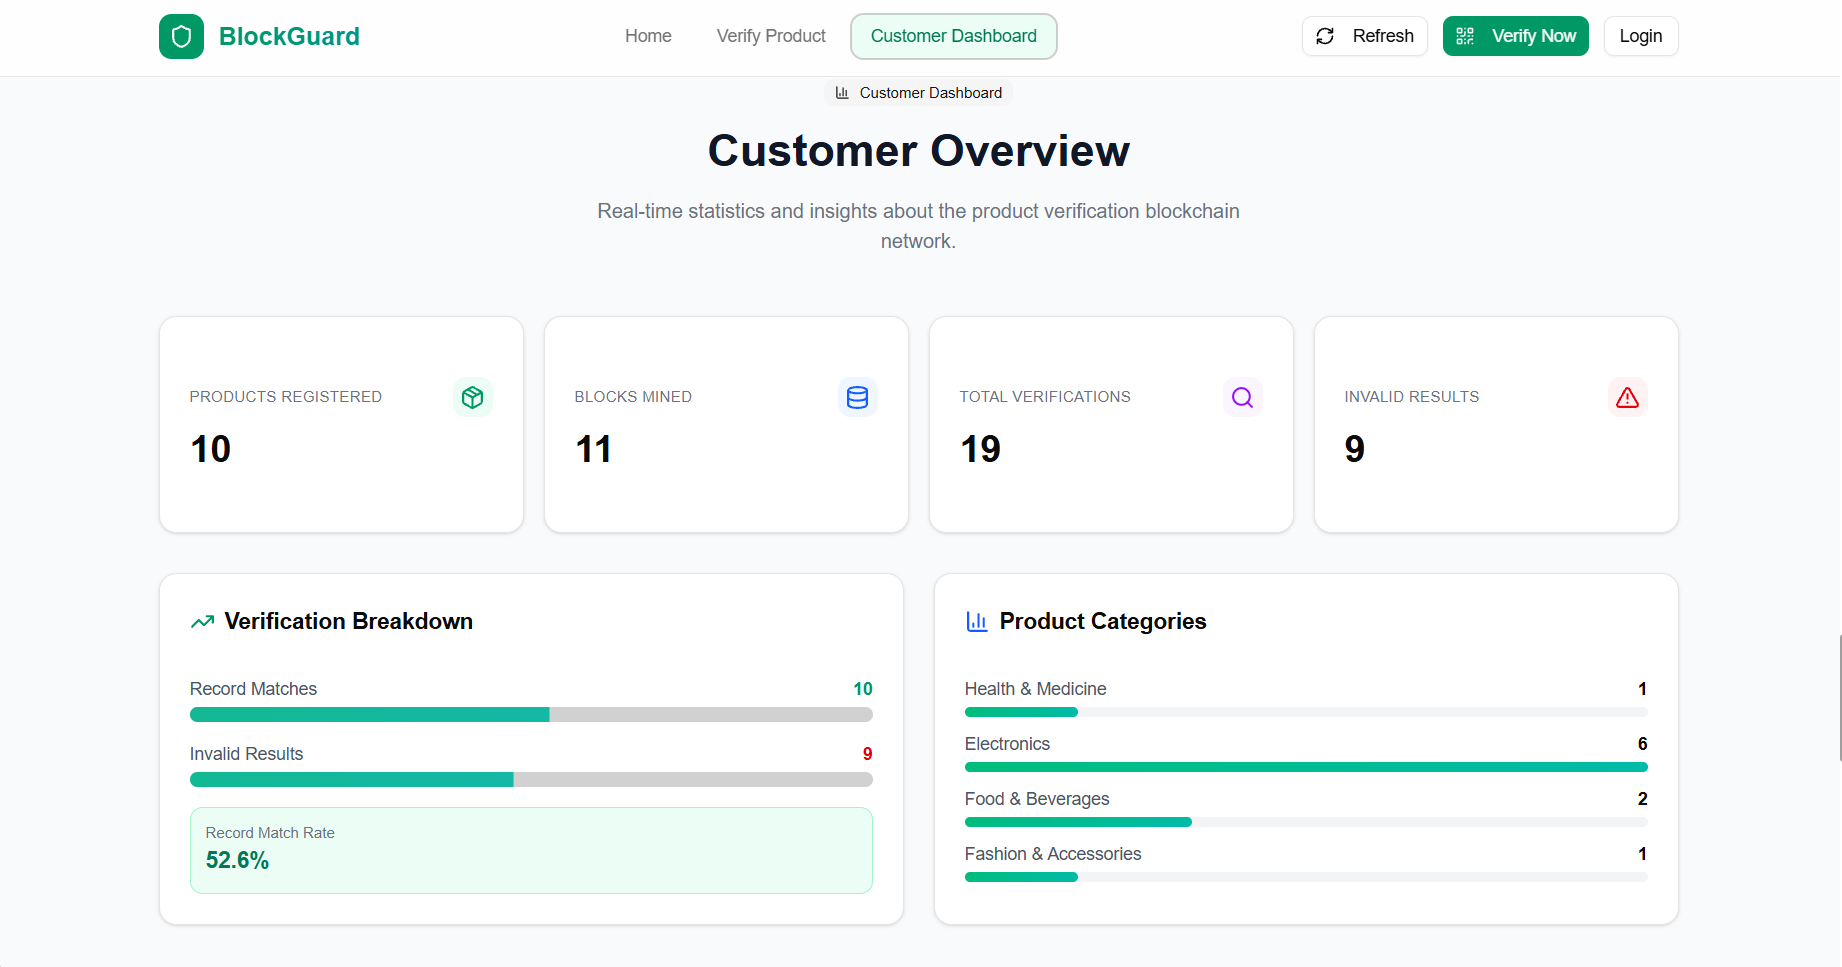 BlockGuard
Home
Verify Product
Customer Dashboard
Refresh
Verify Now
Login
Customer Dashboard
Customer Overview
Real-time statistics and insights about the product verification blockchain
network.
PRODUCTS REGISTERED
10
BLOCKS MINED
11
TOTAL VERIFICATIONS
19
INVALID RESULTS
9
Verification Breakdown
Record Matches
10
Invalid Results
9
Record Match Rate
52.6%
Product Categories
Health & Medicine
1
Electronics
6
Food & Beverages
2
Fashion & Accessories
1